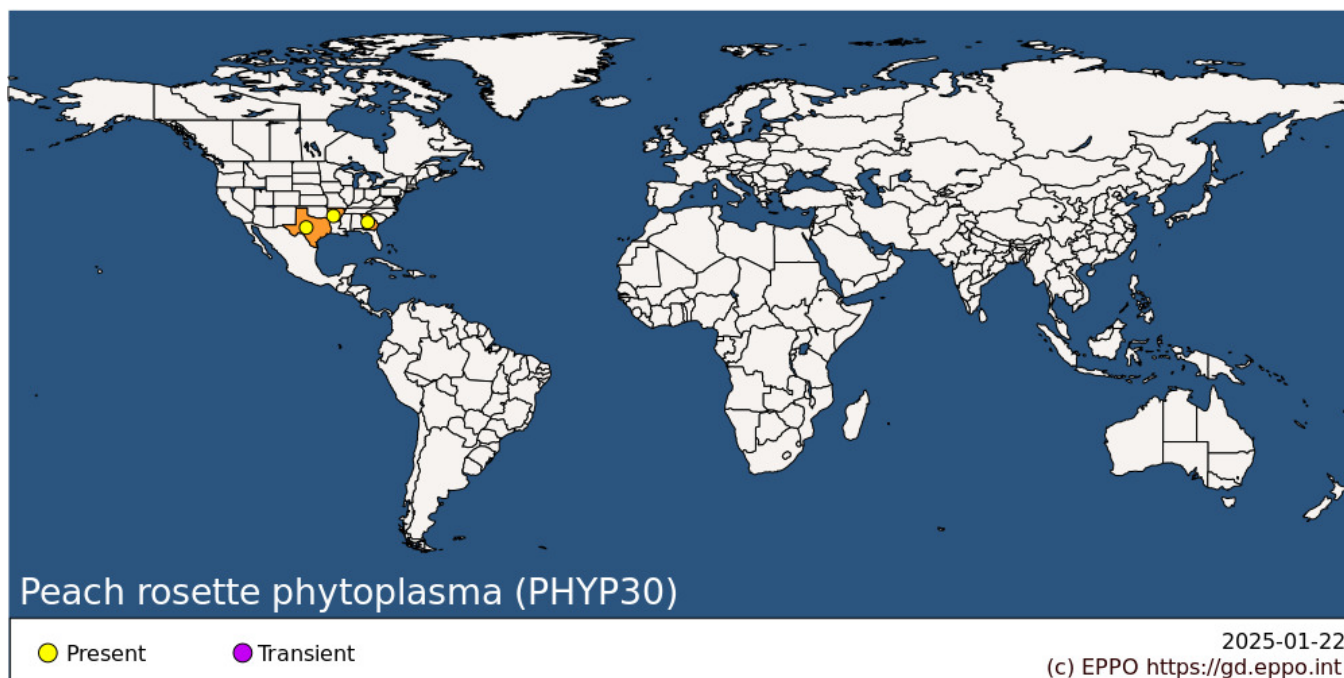 Peach rosette phytoplasma (PHYP30)
Present
Transient
2025-01-22
(c) EPPO https://gd.eppo.int